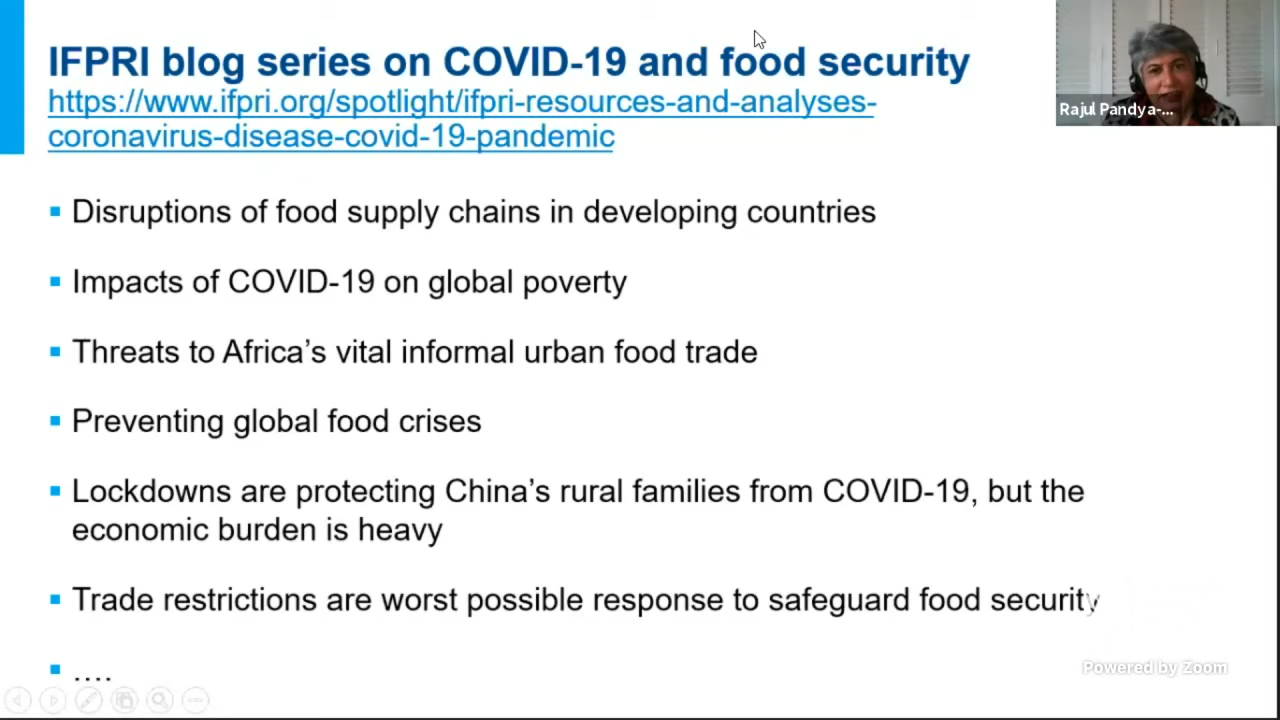 IFPRI blog series on COVID-19 and food security
https://www.ifpri.org/spotlight/ifpri-resources-and-analyses-
coronavirus-disease-covid-19-pandemic
Rajul Pandya-...
Disruptions of food supply chains in developing countries
Impacts of COVID-19 on global poverty
Threats to Africa’s vital informal urban food trade
Preventing global food crises
Lockdowns are protecting China’s rural families from COVID-19, but the
economic burden is heavy
Trade restrictions are worst possible response to safeguard food security
....
Powered by Zoom